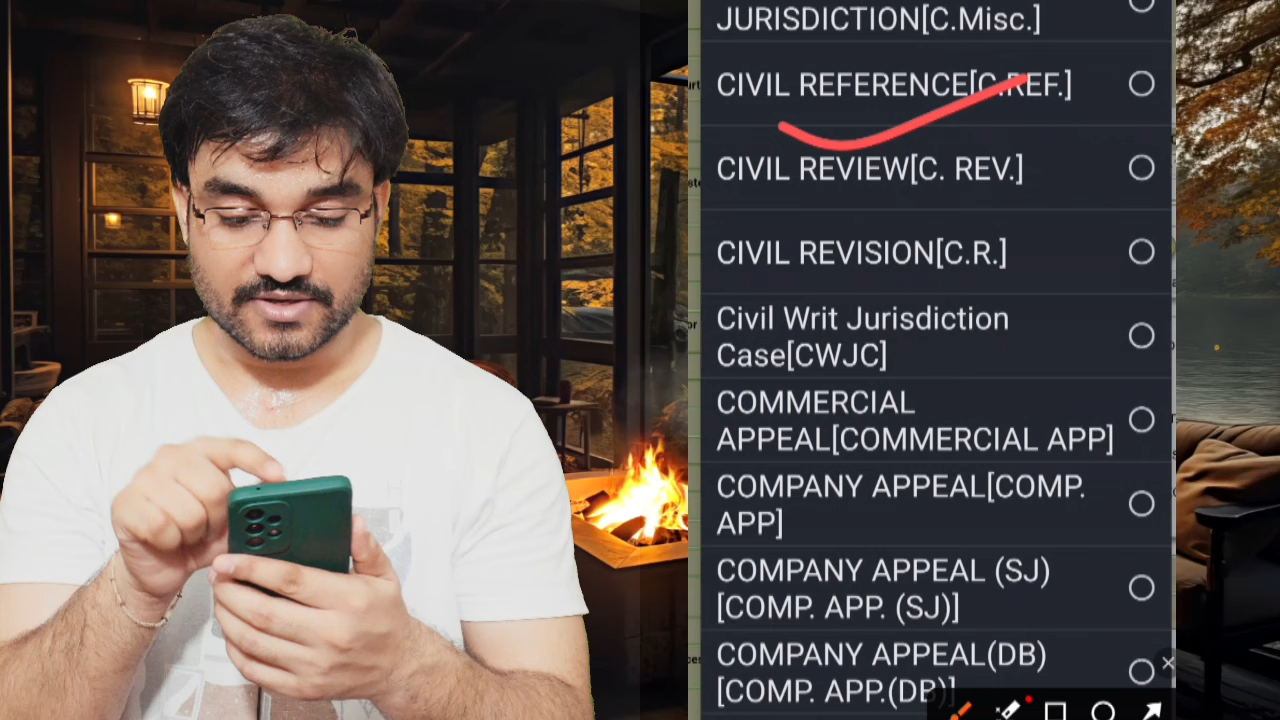 JURISDICTION[C.Misc.]
CIVIL REFERENCE[C.REF.]
CIVIL REVIEW[C. REV.]
CIVIL REVISION[C.R.]
Civil Writ Jurisdiction
Case[CWJC]
COMMERCIAL
APPEAL[COMMERCIAL APP]
COMPANY APPEAL[COMP.
APP]
COMPANY APPEAL (SJ)
[COMP. APP. (SJ)]
COMPANY APPEAL(DB)
[COMP. APP.(DB)]